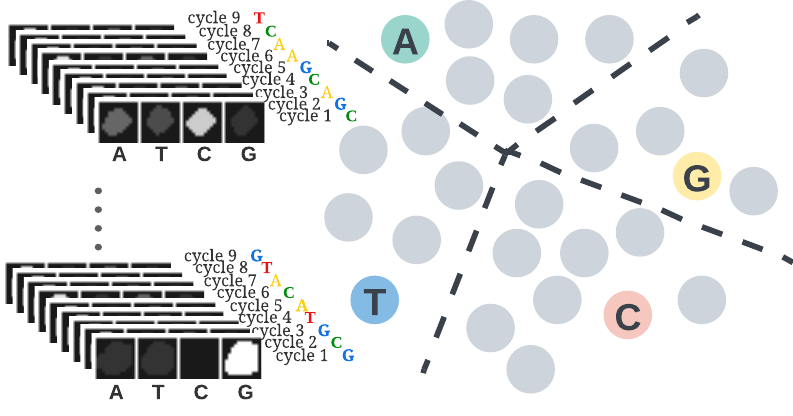 cycle 9 T
cycle 8 C
cycle 7 A
cycle 6 A
cycle 5 G
cycle 4 C
cycle 3 A
cycle 2 G
cycle 1 C
A T C G
cycle 9 G
cycle 8 T
cycle 7 A
cycle 6 C
cycle 5 A
cycle 4 T
cycle 3 G
cycle 2 C
cycle 1 G
A T C G
A
G
T
C